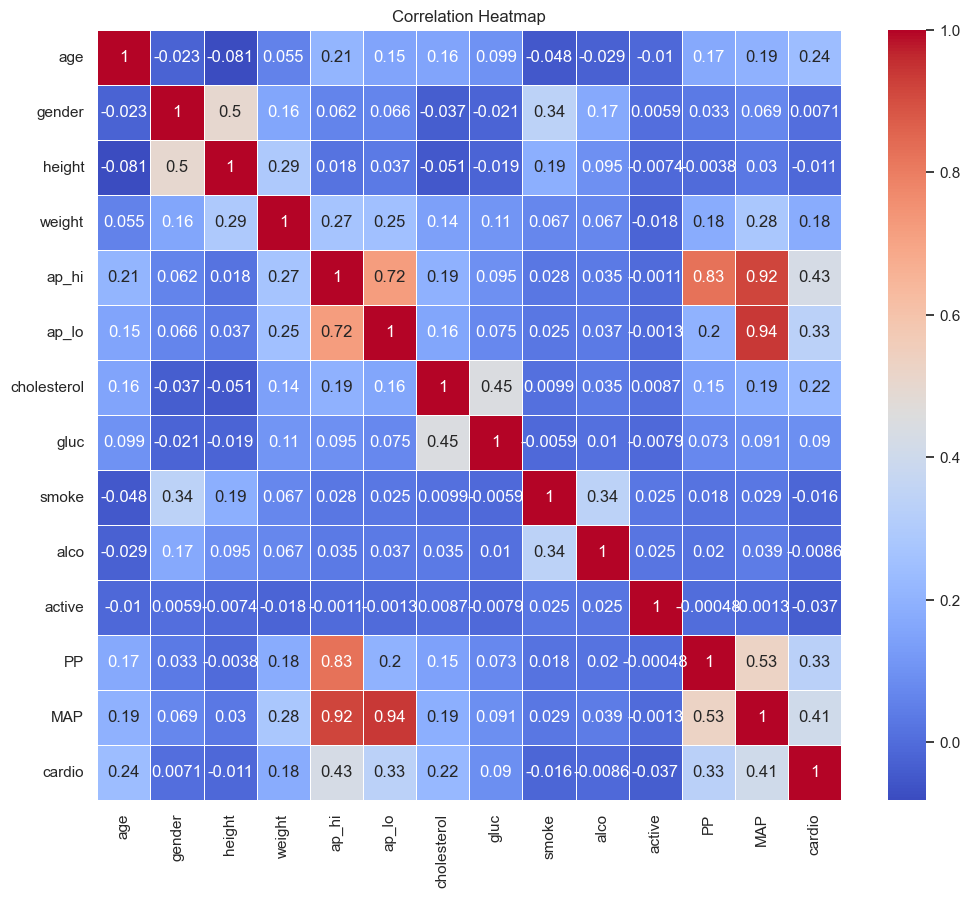 Correlation Heatmap
age 1 -0.023 -0.081 0.055 0.21 0.15 0.16 0.099 -0.048 -0.029 -0.01 0.17 0.19 0.24
gender -0.023 1 0.5 0.16 0.062 0.066 -0.037 -0.021 0.34 0.17 0.0059 0.033 0.069 0.0071
height -0.081 0.5 1 0.29 0.018 0.037 -0.051 -0.019 0.19 0.095 -0.0074 -0.0038 0.03 -0.011
weight 0.055 0.16 0.29 1 0.27 0.25 0.14 0.11 0.067 0.067 -0.018 0.18 0.28 0.18
ap_hi 0.21 0.062 0.018 0.27 1 0.72 0.19 0.095 0.028 0.035 -0.0011 0.83 0.92 0.43
ap_lo 0.15 0.066 0.037 0.25 0.72 1 0.16 0.075 0.025 0.037 -0.0013 0.2 0.94 0.33
cholesterol 0.16 -0.037 -0.051 0.14 0.19 0.16 1 0.45 0.0099 0.035 0.0087 0.15 0.19 0.22
gluc 0.099 -0.021 -0.019 0.11 0.095 0.075 0.45 1 -0.0059 0.01 -0.0079 0.073 0.091 0.09
smoke -0.048 0.34 0.19 0.067 0.028 0.025 0.0099 -0.0059 1 0.34 0.025 0.018 0.029 -0.016
alco -0.029 0.17 0.095 0.067 0.035 0.037 0.035 0.01 0.34 1 0.025 0.02 0.039 -0.0086
active -0.01 0.0059 -0.0074 -0.018 -0.0011 -0.0013 0.0087 -0.0079 0.025 0.025 1 -0.00048 -0.0013 -0.037
PP 0.17 0.033 -0.0038 0.18 0.83 0.2 0.15 0.073 0.018 0.02 -0.00048 1 0.53 0.33
MAP 0.19 0.069 0.03 0.28 0.92 0.94 0.19 0.091 0.029 0.039 -0.0013 0.53 1 0.41
cardio 0.24 0.0071 -0.011 0.18 0.43 0.33 0.22 0.09 -0.016 -0.0086 -0.037 0.33 0.41 1
age gender height weight ap_hi ap_lo cholesterol gluc smoke alco active PP MAP cardio
1.0
0.8
0.6
0.4
0.2
0.0